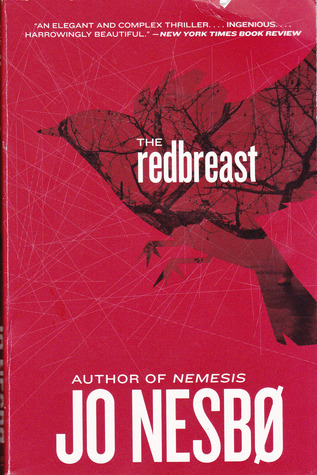 "AN ELEGANT AND COMPLEX THRILLER. . . . INGENIOUS. . . .
HARROWINGLY BEAUTIFUL." —NEW YORK TIMES BOOK REVIEW
THE
redbreast
AUTHOR OF NEMESIS
JO NESBØ